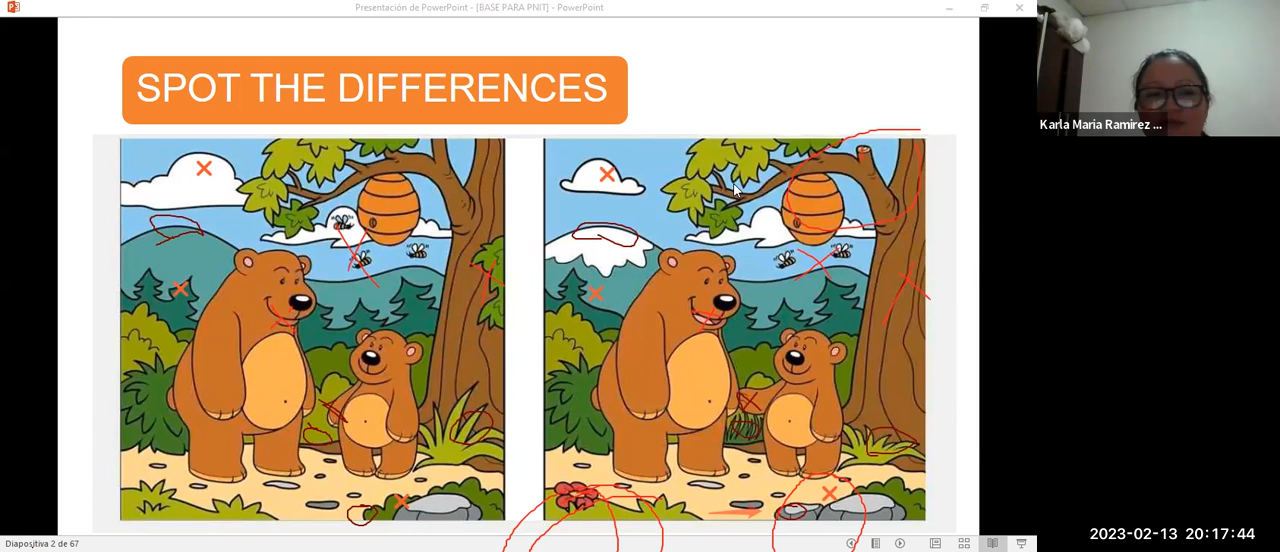 Presentación de PowerPoint - [BASE PARA PNIT] - PowerPoint
SPOT THE DIFFERENCES
Karla Maria Ramirez ...
Diapositiva 2 de 67
2023-02-13 20:17:44